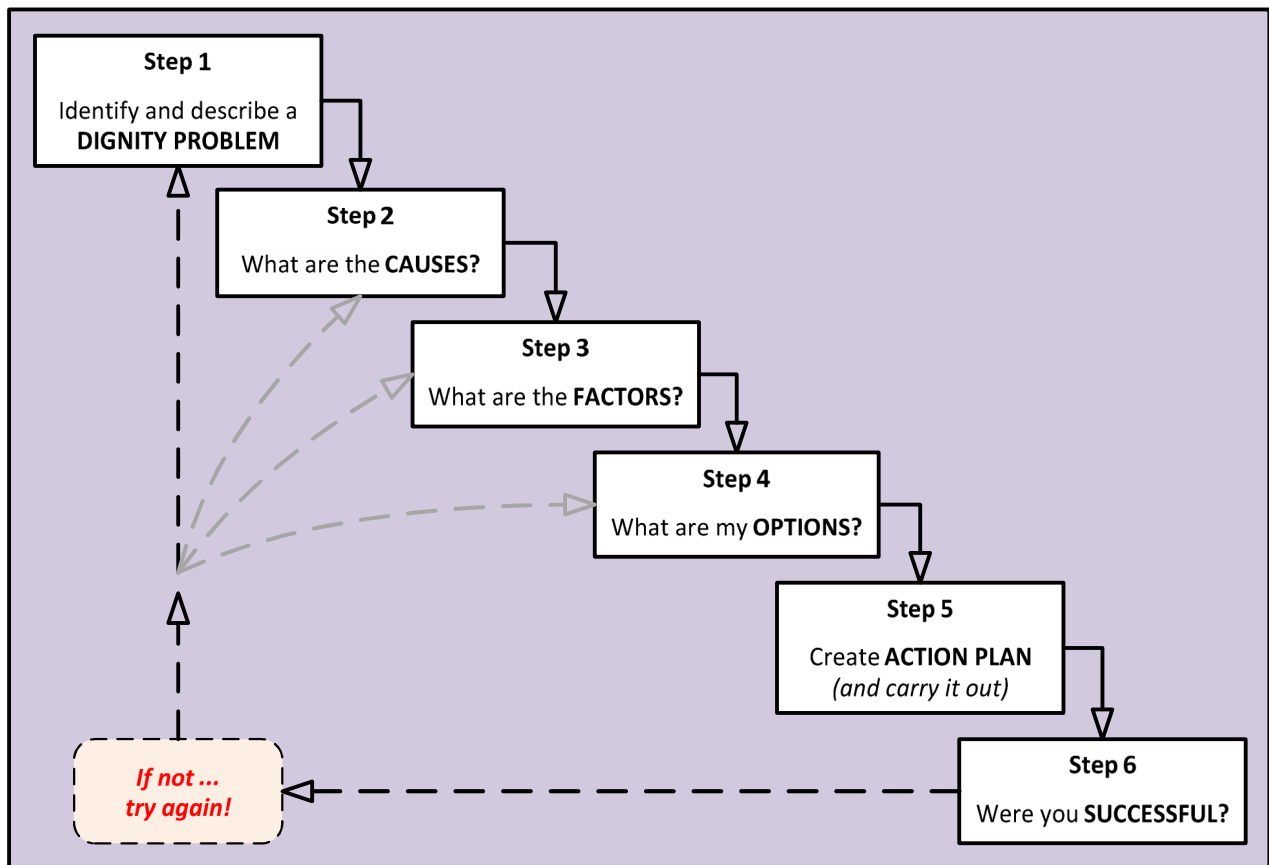 Step 1
Identify and describe a
DIGNITY PROBLEM
Step 2
What are the CAUSES?
Step 3
What are the FACTORS?
Step 4
What are my OPTIONS?
Step 5
Create ACTION PLAN
(and carry it out)
Step 6
Were you SUCCESSFUL?
If not ...
try again!